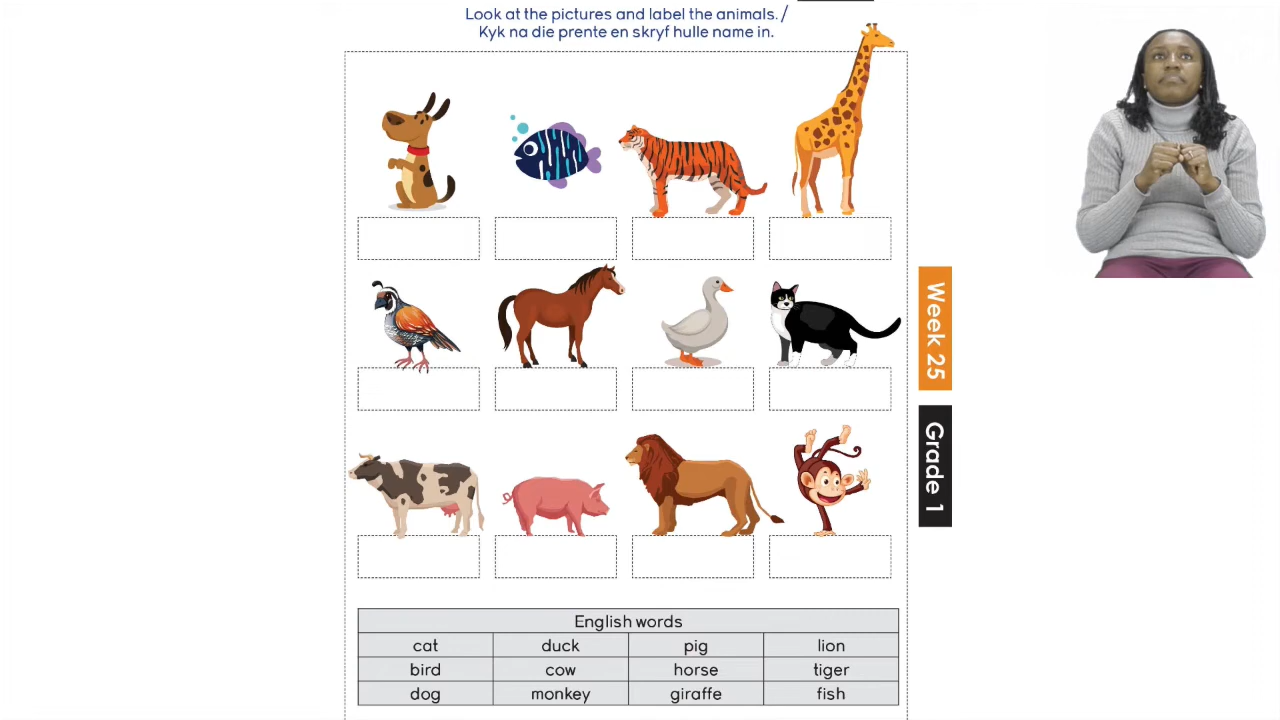 Look at the pictures and label the animals. /
Kyk na die prente en skryf hulle name in.
Week 25
Grade 1
English words
cat duck pig lion
bird cow horse tiger
dog monkey giraffe fish